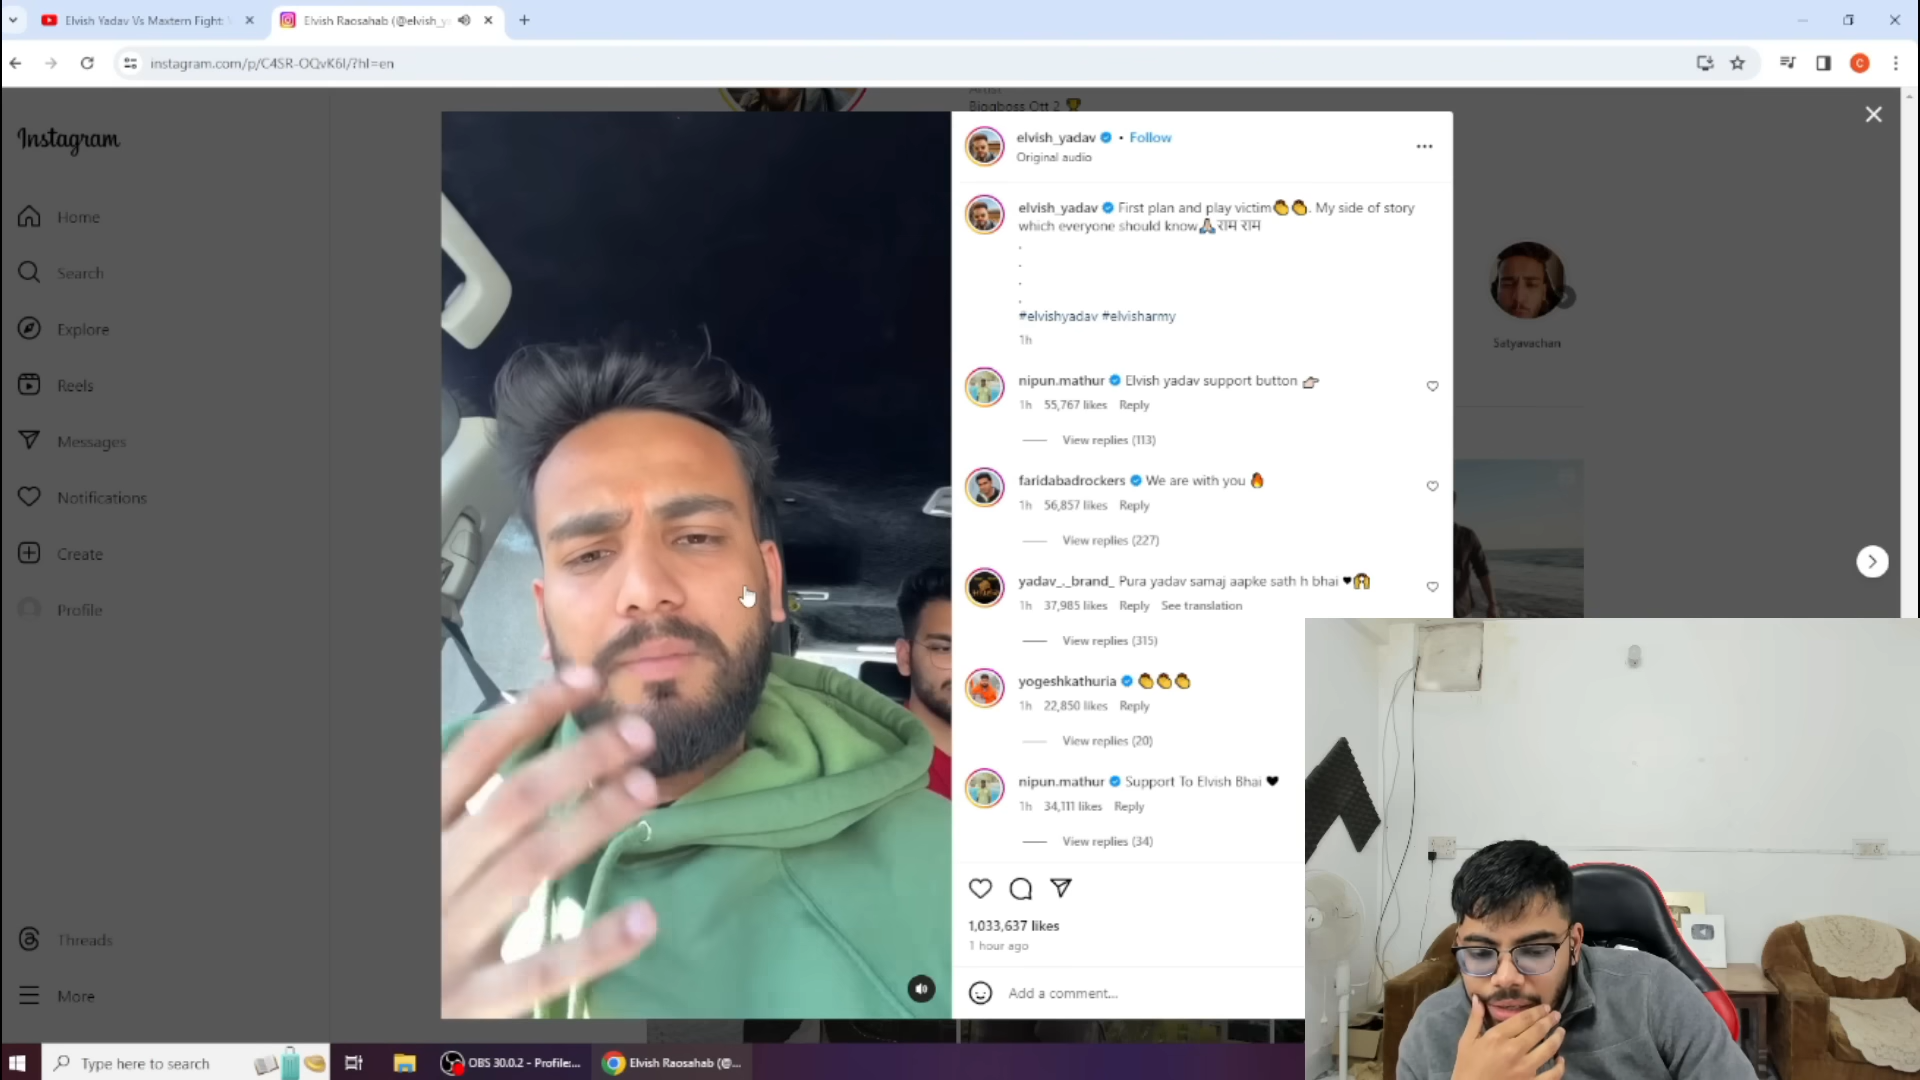 Elvish Yadav Vs Maxtern Fight:
Elvish Raosahab (@elvish_y
instagram.com/p/C4SR-OQvK6I/?hl=en
C
Instagram
Home
Search
Explore
Reels
Messages
Notifications
Create
Profile
Threads
More
Biggboss Ott 2 🏆
elvish_yadav • Follow
Original audio
elvish_yadav First plan and play victim👏👏. My side of story
which everyone should know🙏🏻राम राम
.
.
.
.
#elvishyadav #elvisharmy
1h
nipun.mathur Elvish yadav support button 👉🏻
1h 55,767 likes Reply
View replies (113)
faridabadrockers We are with you 🔥
1h 56,857 likes Reply
View replies (227)
yadav_._brand_ Pura yadav samaj aapke sath h bhai ♥🙌
1h 37,985 likes Reply See translation
View replies (315)
yogeshkathuria 👏👏👏
1h 22,850 likes Reply
View replies (20)
nipun.mathur Support To Elvish Bhai ♥
1h 34,111 likes Reply
View replies (34)
1,033,637 likes
1 hour ago
Add a comment...
Satyavachan
Type here to search
OBS 30.0.2 - Profile:...
Elvish Raosahab (@...